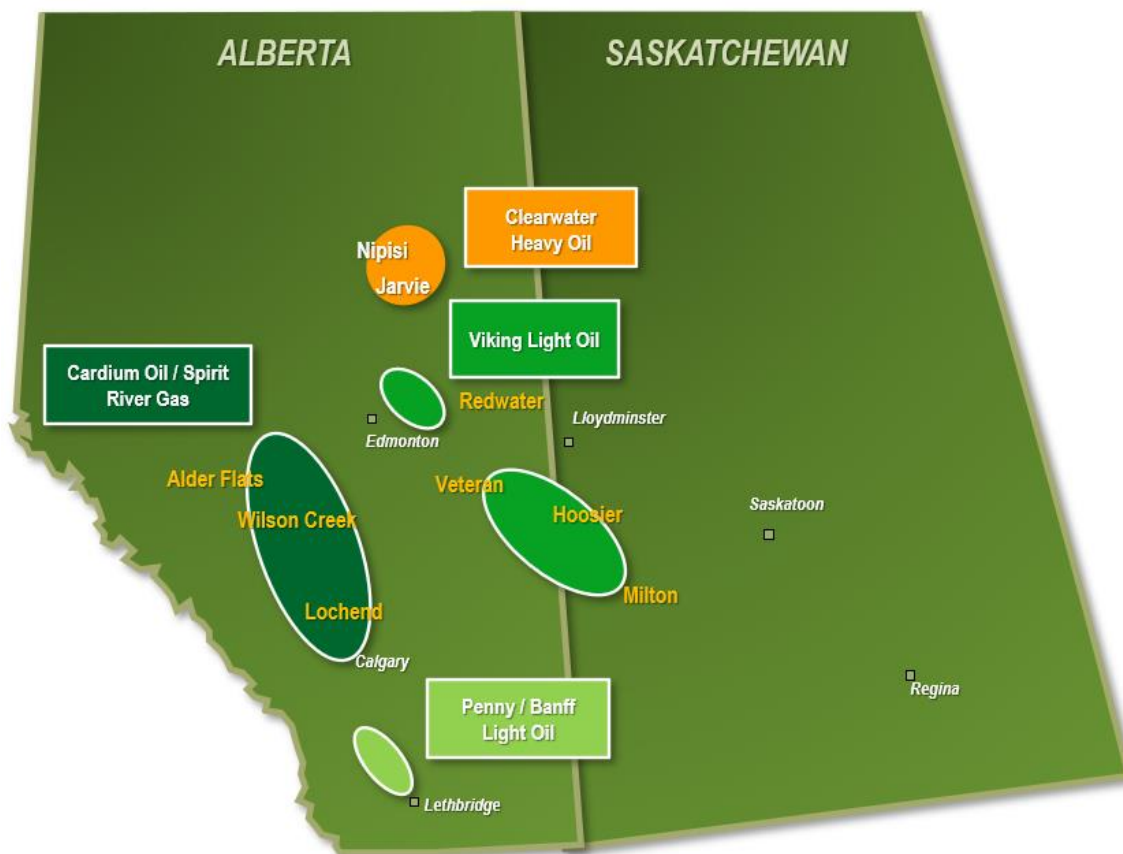 ALBERTA
SASKATCHEWAN
Clearwater
Heavy Oil
Nipisi
Jarvie
Viking Light Oil
Cardium Oil / Spirit
River Gas
Redwater
Lloydminster
Edmonton
Alder Flats
Veteran
Wilson Creek
Hoosier
Saskatoon
Milton
Lochend
Calgary
Regina
Penny / Banff
Light Oil
Lethbridge